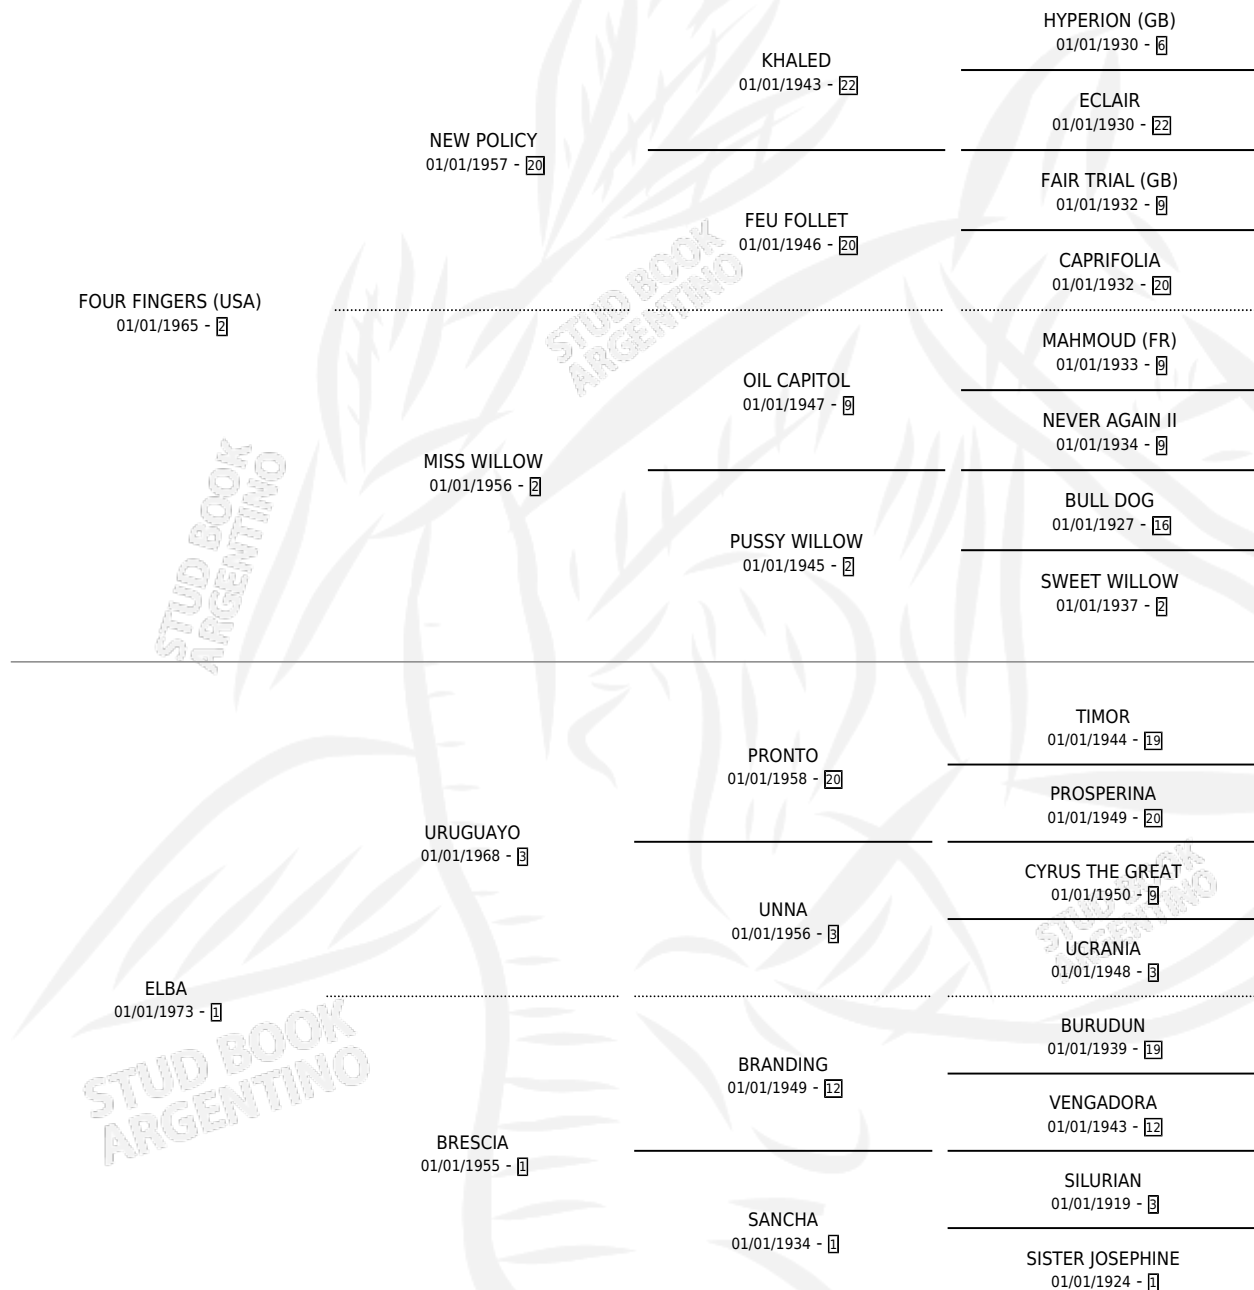 HYPERION (GB)
01/01/1930 - 6
KHALED
01/01/1943 - 22
ECLAIR
01/01/1930 - 22
NEW POLICY
01/01/1957 - 20
FAIR TRIAL (GB)
01/01/1932 - 9
FEU FOLLET
01/01/1946 - 20
CAPRIFOLIA
01/01/1932 - 20
FOUR FINGERS (USA)
01/01/1965 - 2
MAHMOUD (FR)
01/01/1933 - 9
OIL CAPITOL
01/01/1947 - 9
NEVER AGAIN II
01/01/1934 - 9
MISS WILLOW
01/01/1956 - 2
BULL DOG
01/01/1927 - 16
PUSSY WILLOW
01/01/1945 - 2
SWEET WILLOW
01/01/1937 - 2
TIMOR
01/01/1944 - 19
PRONTO
01/01/1958 - 20
PROSPERINA
01/01/1949 - 20
URUGUAYO
01/01/1968 - 3
CYRUS THE GREAT
01/01/1950 - 9
UNNA
01/01/1956 - 3
UCRANIA
01/01/1948 - 3
ELBA
01/01/1973 - 1
BURUDUN
01/01/1939 - 19
BRANDING
01/01/1949 - 12
VENGADORA
01/01/1943 - 12
BRESCIA
01/01/1955 - 1
SILURIAN
01/01/1919 - 3
SANCHA
01/01/1934 - 1
SISTER JOSEPHINE
01/01/1924 - 1
STUD BOOK
ARGENTINO
STUD BOOK
ARGENTINO
STUD BOOK
ARGENTINO
STUD BOOK
ARGENTINO